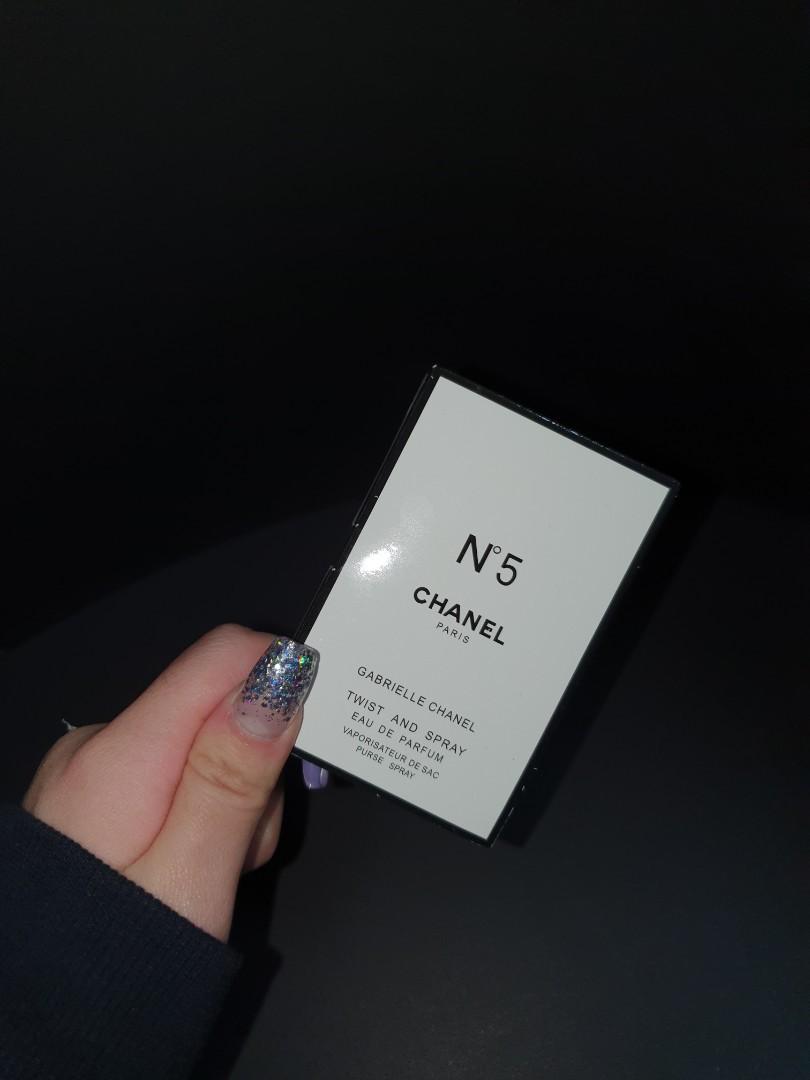 N°5
CHANEL
PARIS
GABRIELLE CHANEL
TWIST AND SPRAY
EAU DE PARFUM
VAPORISATEUR DE SAC
PURSE SPRAY